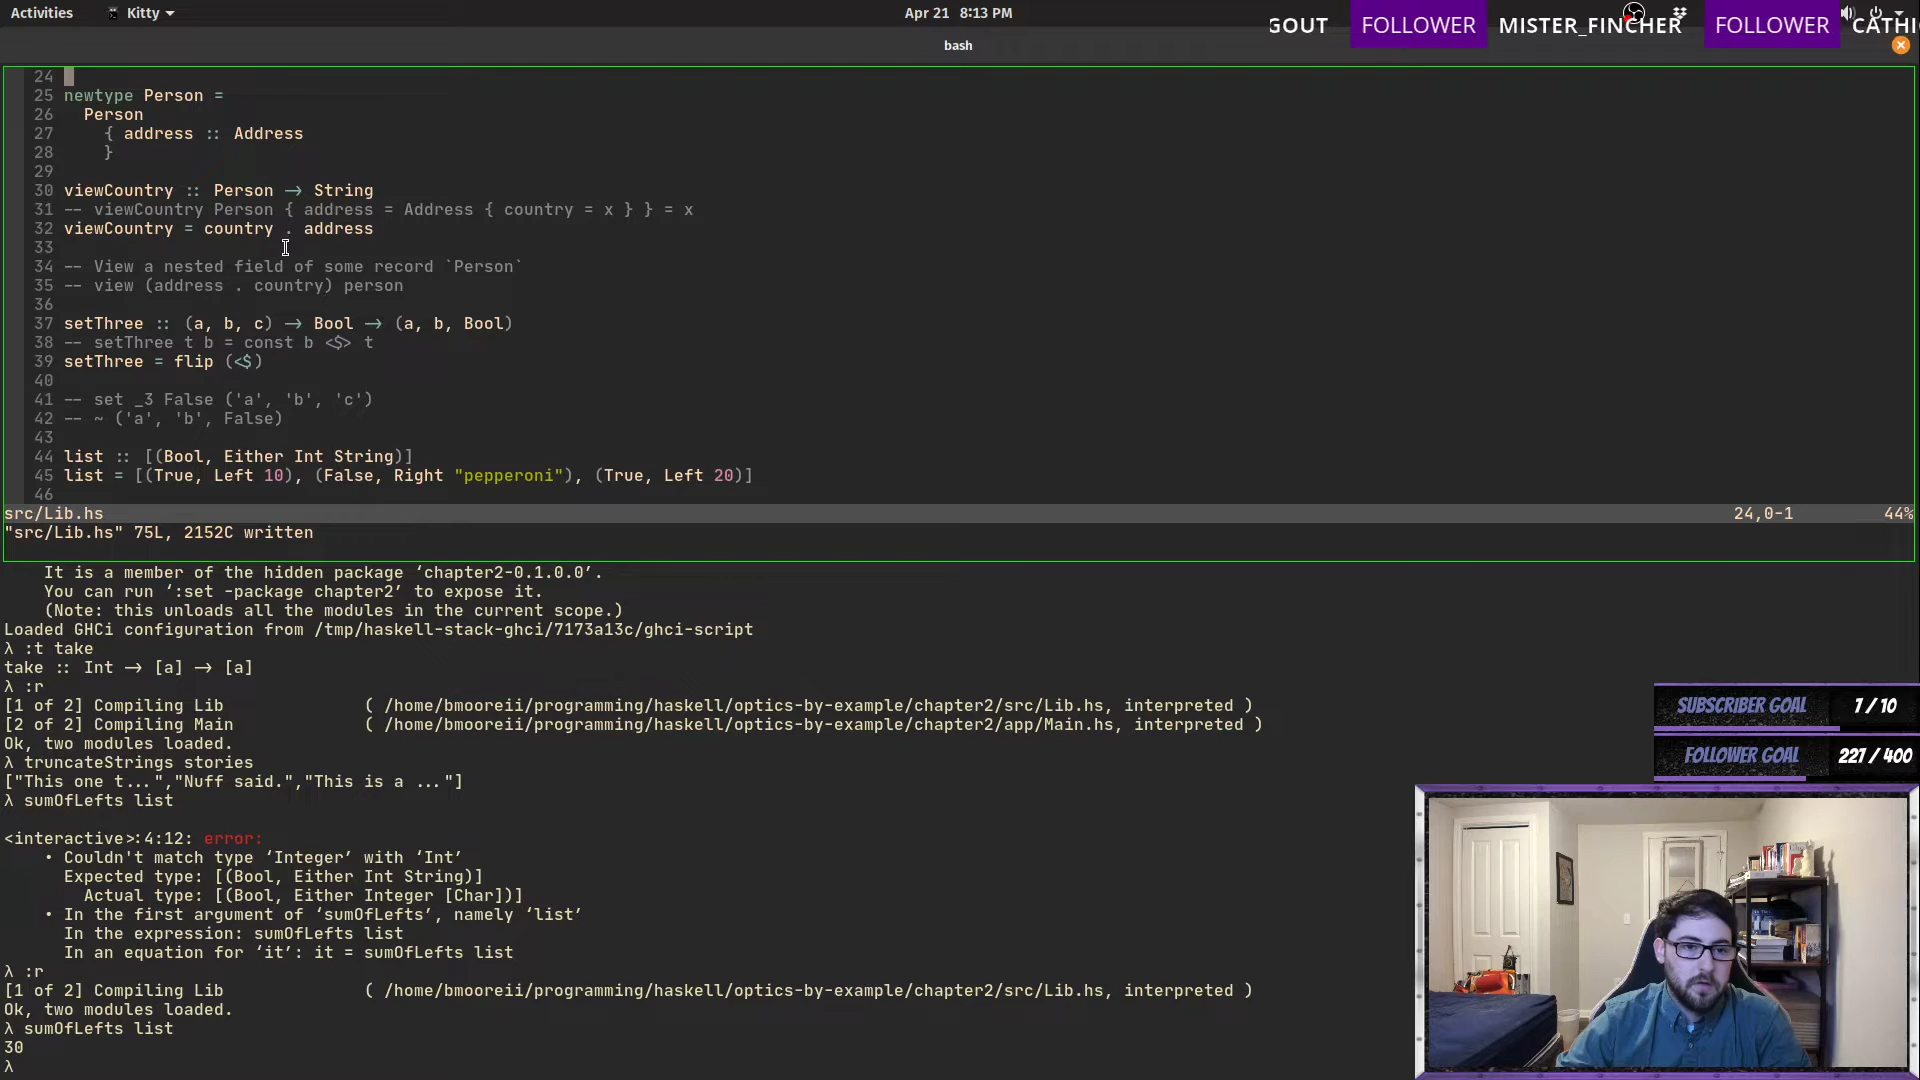 Activities Kitty Apr 21 8:13 PM
GOUT FOLLOWER MISTER_FINCHER FOLLOWER CATHI
bash
24
25 newtype Person =
26   Person
27     { address :: Address
28     }
29
30 viewCountry :: Person → String
31 -- viewCountry Person { address = Address { country = x } } = x
32 viewCountry = country . address
33
34 -- View a nested field of some record `Person`
35 -- view (address . country) person
36
37 setThree :: (a, b, c) → Bool → (a, b, Bool)
38 -- setThree t b = const b <$> t
39 setThree = flip (<$)
40
41 -- set _3 False ('a', 'b', 'c')
42 -- ~ ('a', 'b', False)
43
44 list :: [(Bool, Either Int String)]
45 list = [(True, Left 10), (False, Right "pepperoni"), (True, Left 20)]
46
src/Lib.hs 24,0-1 44%
"src/Lib.hs" 75L, 2152C written
It is a member of the hidden package ‘chapter2-0.1.0.0’.
You can run ‘:set -package chapter2’ to expose it.
(Note: this unloads all the modules in the current scope.)
Loaded GHCi configuration from /tmp/haskell-stack-ghci/7173a13c/ghci-script
λ :t take
take :: Int → [a] → [a]
λ :r
[1 of 2] Compiling Lib ( /home/bmooreii/programming/haskell/optics-by-example/chapter2/src/Lib.hs, interpreted )
[2 of 2] Compiling Main ( /home/bmooreii/programming/haskell/optics-by-example/chapter2/app/Main.hs, interpreted )
Ok, two modules loaded.
λ truncateStrings stories
["This one t...","Nuff said.","This is a ..."]
λ sumOfLefts list
<interactive>:4:12: error:
• Couldn't match type ‘Integer’ with ‘Int’
Expected type: [(Bool, Either Int String)]
Actual type: [(Bool, Either Integer [Char])]
• In the first argument of ‘sumOfLefts’, namely ‘list’
In the expression: sumOfLefts list
In an equation for ‘it’: it = sumOfLefts list
λ :r
[1 of 2] Compiling Lib ( /home/bmooreii/programming/haskell/optics-by-example/chapter2/src/Lib.hs, interpreted )
Ok, two modules loaded.
λ sumOfLefts list
30
λ
SUBSCRIBER GOAL 7 / 10
FOLLOWER GOAL 227 / 400